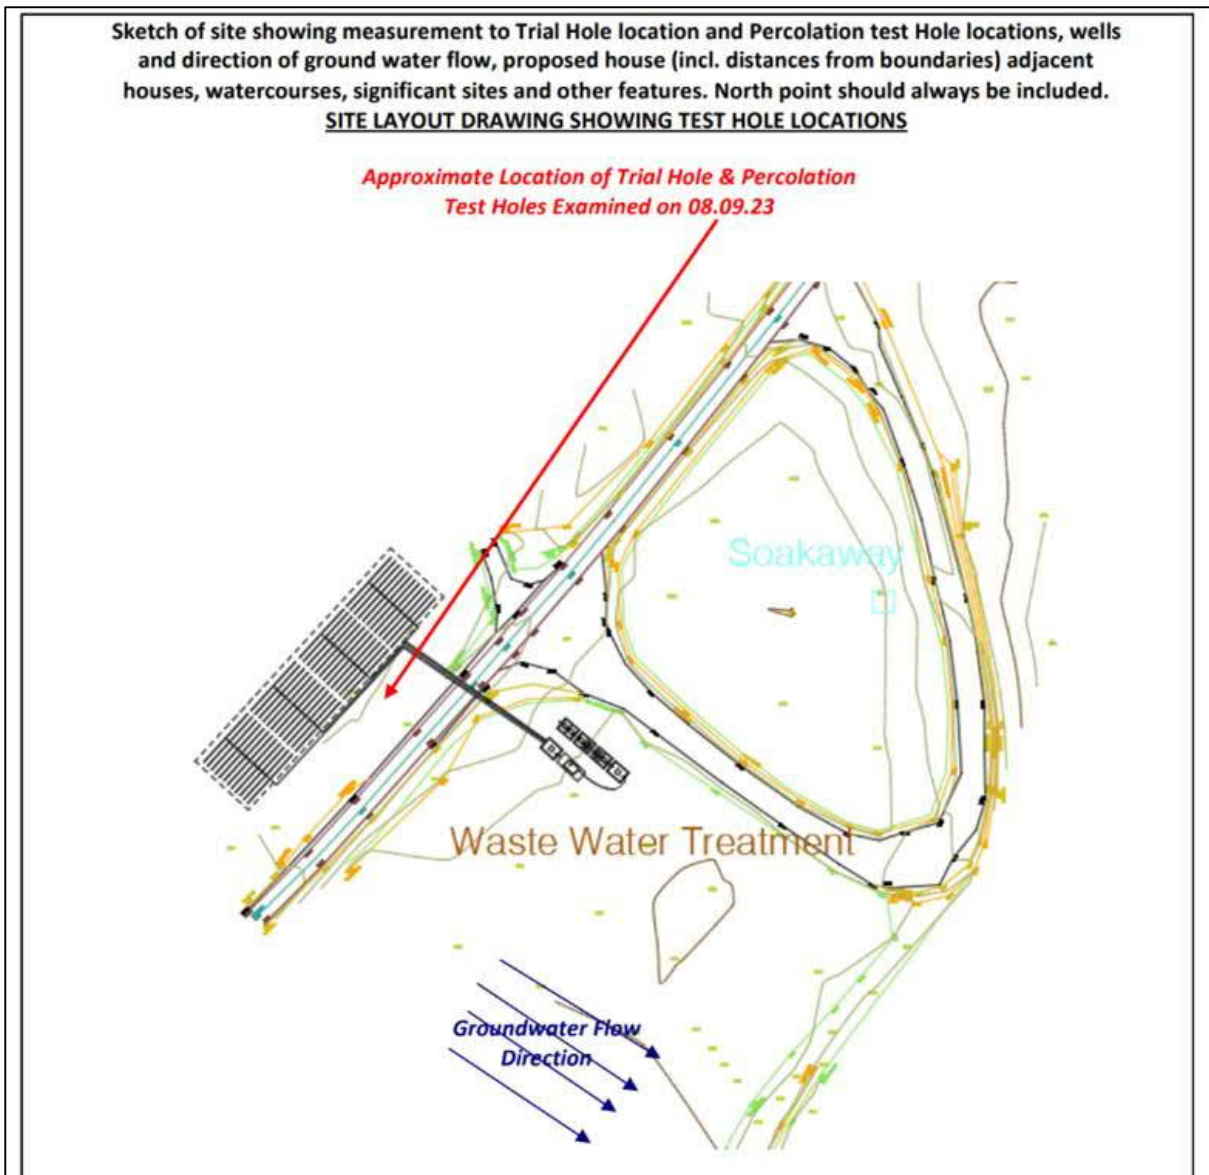 Sketch of site showing measurement to Trial Hole location and Percolation test Hole locations, wells
and direction of ground water flow, proposed house (incl. distances from boundaries) adjacent
houses, watercourses, significant sites and other features. North point should always be included.
SITE LAYOUT DRAWING SHOWING TEST HOLE LOCATIONS
Approximate Location of Trial Hole & Percolation
Test Holes Examined on 08.09.23
Soakaway
Waste Water Treatment
Groundwater Flow
Direction